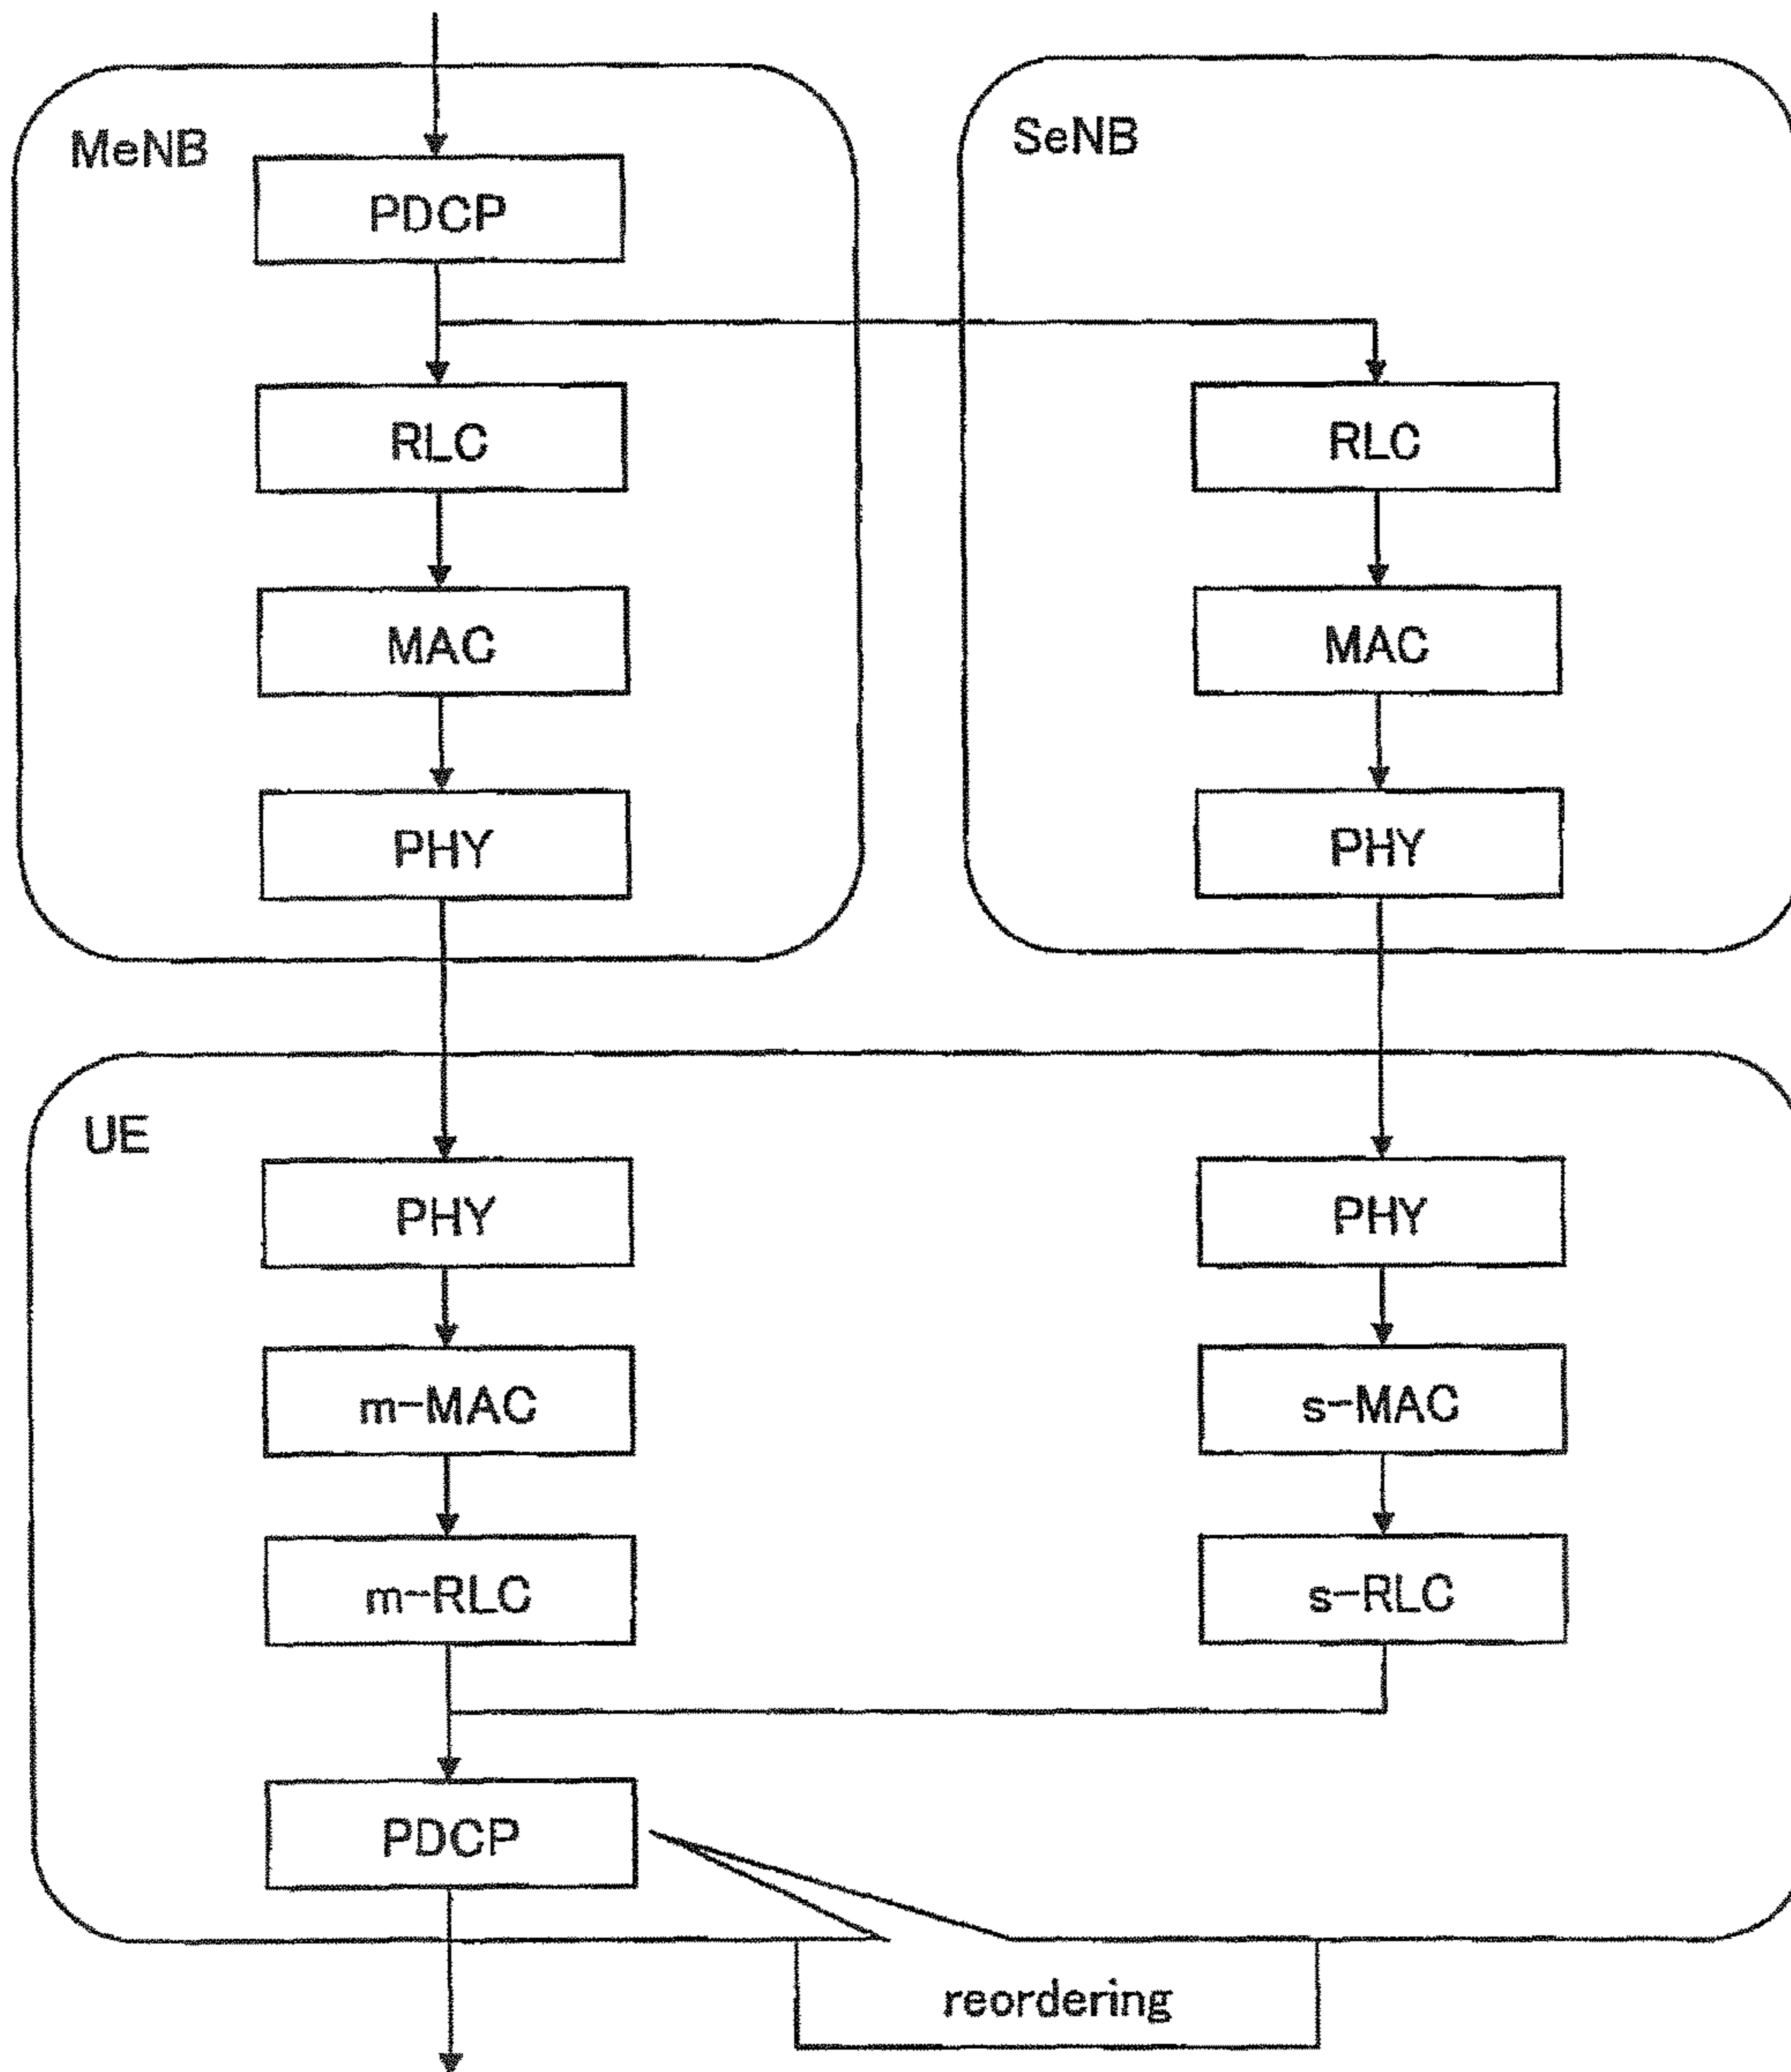 MeNB
PDCP
RLC
MAC
PHY
SeNB
RLC
MAC
PHY
UE
PHY
m-MAC
m-RLC
PHY
s-MAC
s-RLC
PDCP
reordering